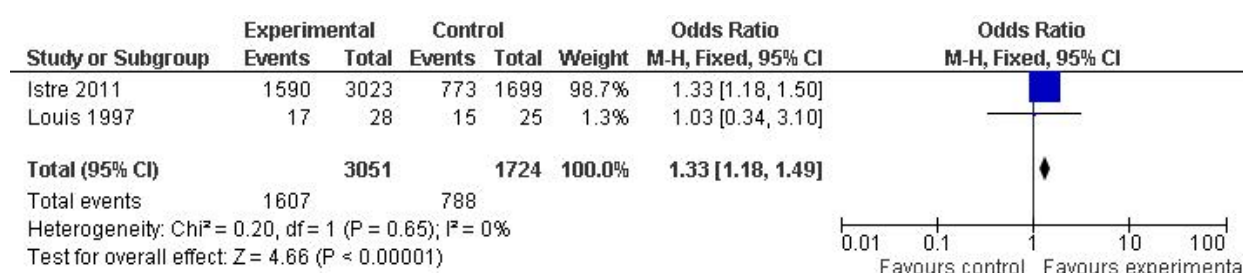 Experimental Control Odds Ratio Odds Ratio
Study or Subgroup Events Total Events Total Weight M-H, Fixed, 95% CI M-H, Fixed, 95% CI
Istre 2011 1590 3023 773 1699 98.7% 1.33 [1.18, 1.50]
Louis 1997 17 28 15 25 1.3% 1.03 [0.34, 3.10]
Total (95% CI) 3051 1724 100.0% 1.33 [1.18, 1.49]
Total events 1607 788
Heterogeneity: Chi² = 0.20, df = 1 (P = 0.65); I² = 0%
Test for overall effect: Z = 4.66 (P < 0.00001)
0.01 0.1 1 10 100
Favours control Favours experimenta